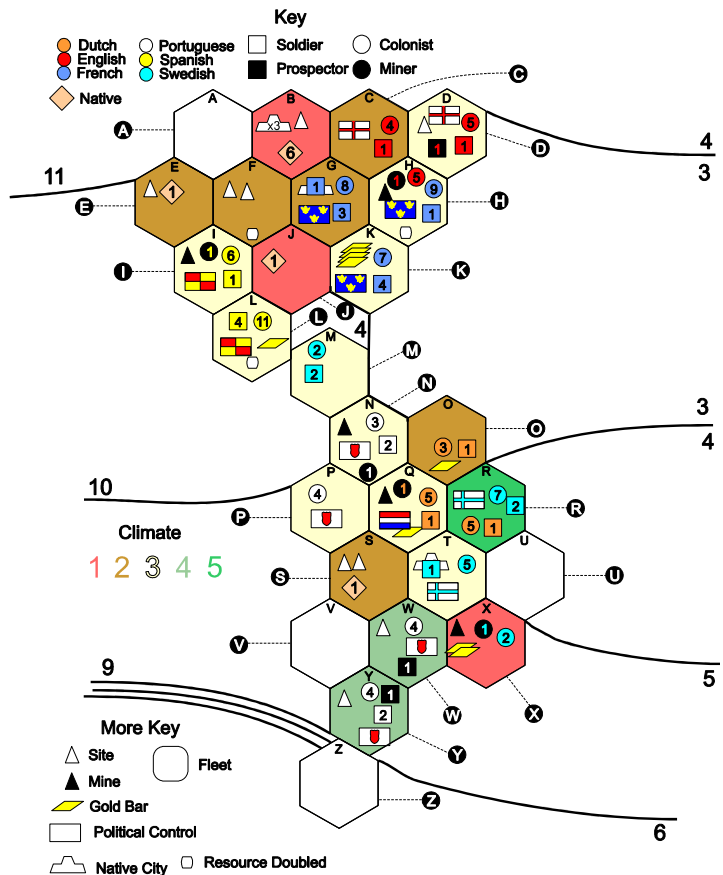 Key
Dutch
English
French
Portuguese
Spanish
Swedish
Soldier
Prospector
Colonist
Miner
Native
A
B
C
D
C
A
x3
6
4
1
5
1
1
D
4
3
11
E
F
G
H
E
1
1
8
3
1
5
9
1
H
I
J
K
I
1
6
1
1
7
4
K
L
4
11
L
J
4
M
2
2
M
N
N
O
3
2
1
3
1
O
3
4
10
P
Q
R
P
4
1
5
1
7
2
5
1
R
Climate
1 2 3 4 5
S
T
U
S
1
1
5
U
V
W
X
V
4
1
1
2
5
W
X
9
Y
4
1
2
Y
Z
Z
6
More Key
Site
Mine
Fleet
Gold Bar
Political Control
Native City
Resource Doubled